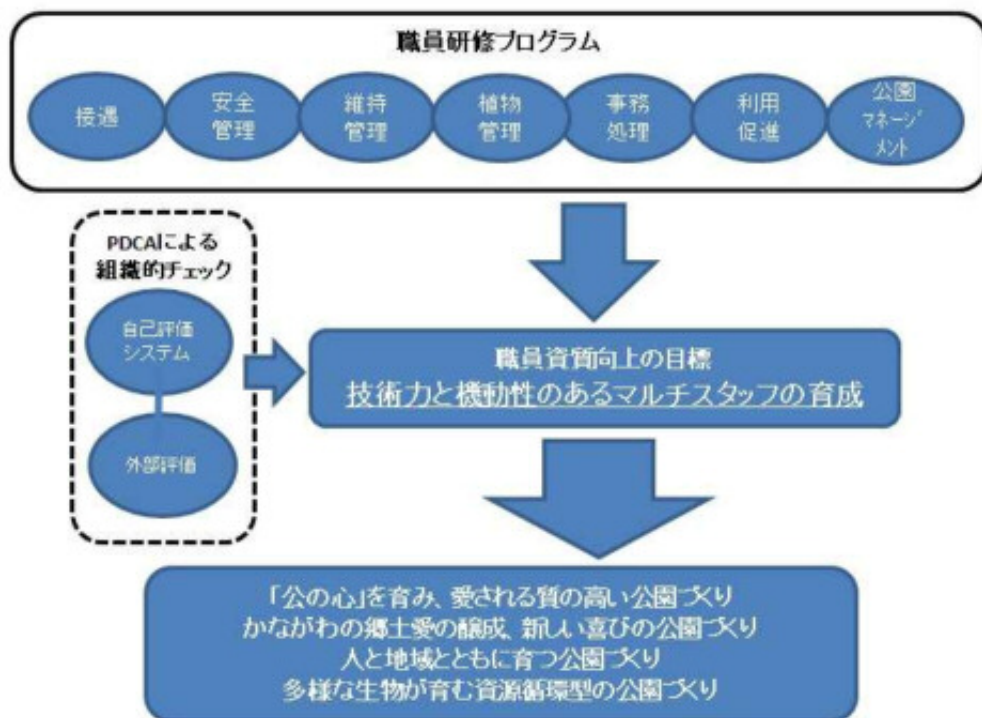 職員研修プログラム
接遇
安全
管理
維持
管理
植物
管理
事務
処理
利用
促進
公園
マネージ
メント
PDCAによる
組織的チェック
自己評価
システム
外部評価
職員資質向上の目標
技術力と機動性のあるマルチスタッフの育成
「公の心」を育み、愛される質の高い公園づくり
かながわの郷土愛の醸成、新しい喜びの公園づくり
人と地域とともに育つ公園づくり
多様な生物が育む資源循環型の公園づくり